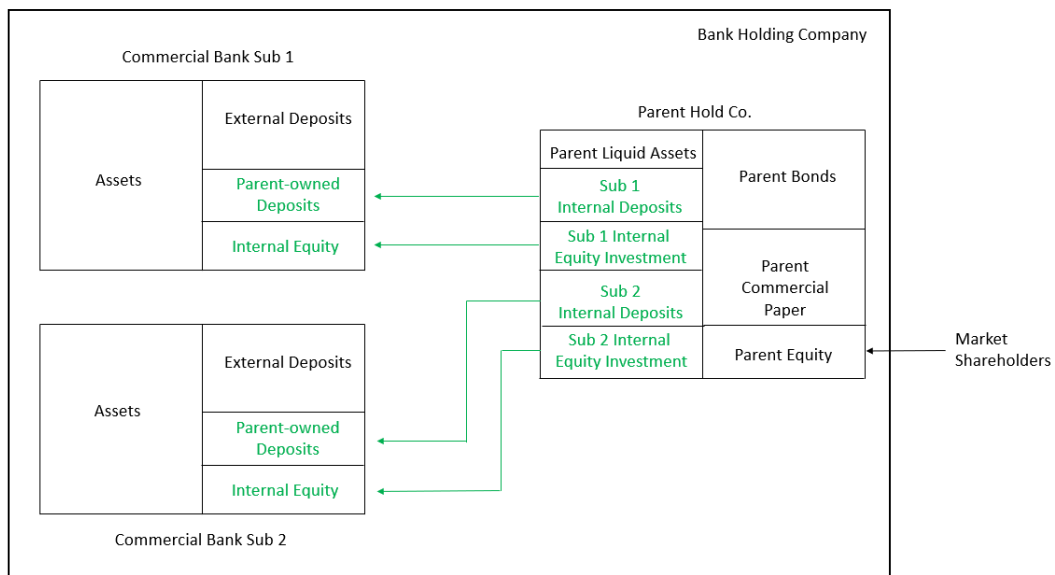 Bank Holding Company
Commercial Bank Sub 1
Assets
External Deposits
Parent-owned
Deposits
Internal Equity
Parent Hold Co.
Parent Liquid Assets
Sub 1
Internal Deposits
Sub 1 Internal
Equity Investment
Sub 2
Internal Deposits
Sub 2 Internal
Equity Investment
Parent Bonds
Parent
Commercial
Paper
Parent Equity
Market
Shareholders
Assets
External Deposits
Parent-owned
Deposits
Internal Equity
Commercial Bank Sub 2